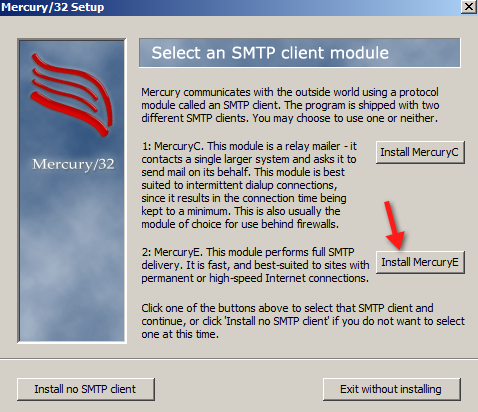 Mercury/32 Setup
Select an SMTP client module
Mercury communicates with the outside world using a protocol
module called an SMTP client. The program is shipped with two
different SMTP clients. You may choose to use one or neither.
1: MercuryC. This module is a relay mailer - it
contacts a single larger system and asks it to
send mail on its behalf. This module is best
suited to intermittent dialup connections,
since it results in the connection time being
kept to a minimum. This is also usually the
module of choice for use behind firewalls.
Install MercuryC
Mercury/32
2: MercuryE. This module performs full SMTP
delivery. It is fast, and best-suited to sites with
permanent or high-speed Internet connections.
Install MercuryE
Click one of the buttons above to select that SMTP client and
continue, or click 'Install no SMTP client' if you do not want to select
one at this time.
Install no SMTP client
Exit without installing